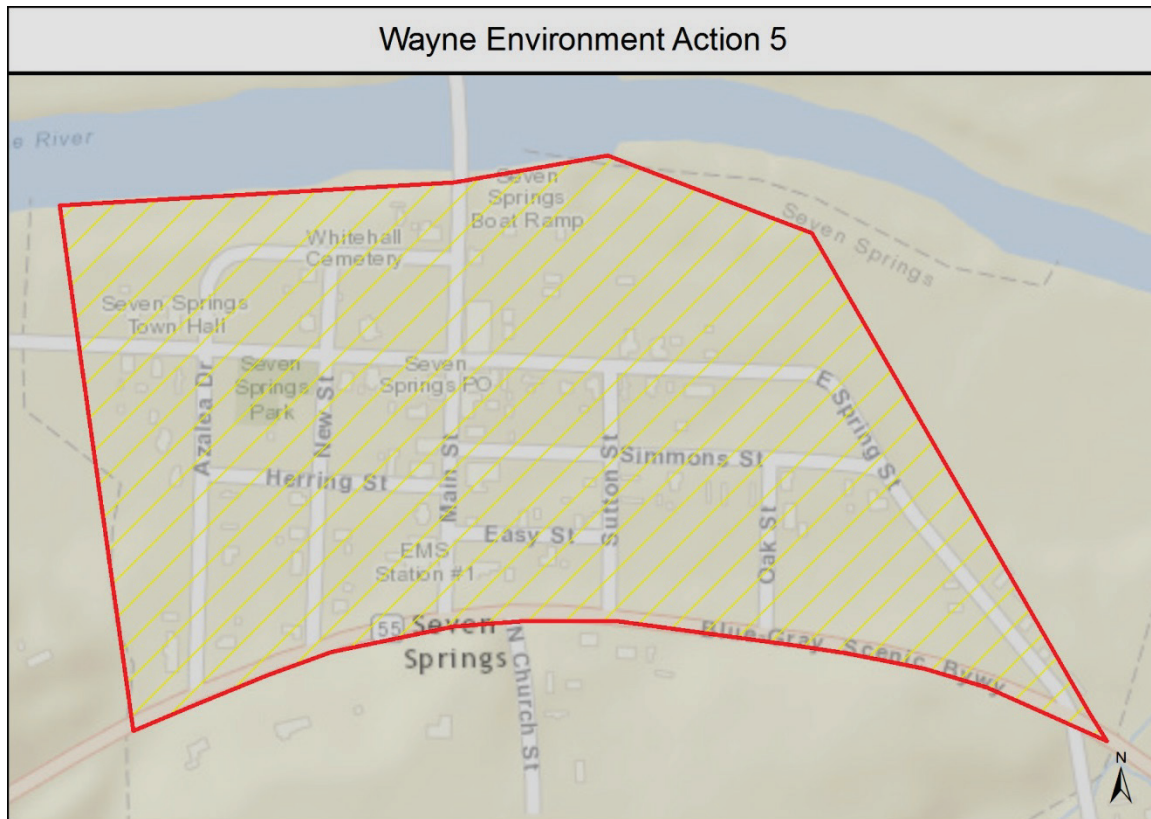 Wayne Environment Action 5
e River
Seven
Springs
Boat Ramp
Seven Springs
Whitehall
Cemetery
Seven Springs
Town Hall
Seven
Springs
Park
Seven
Springs PO
Azalea Dr
New St
Main St
Sutton St
E Spring St
Simmons St
Herring St
Easy St
Oak St
EMS
Station #1
55
Seven
Springs
N Church St
Blue-Gray Scenic Bywy
N